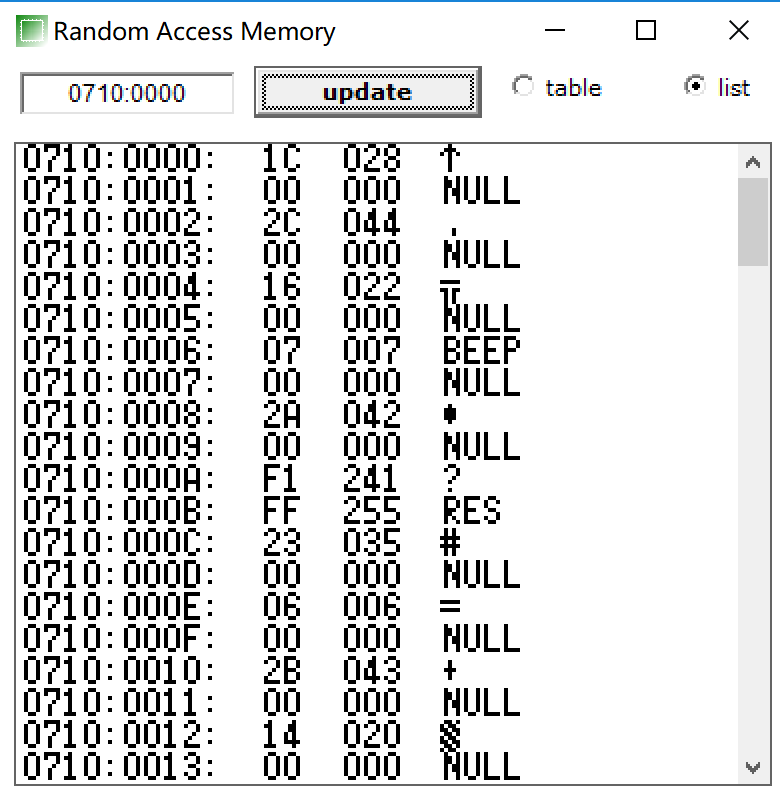 Random Access Memory
0710:0000 update table list
0710:0000: 1C 028 ↑
0710:0001: 00 000 NULL
0710:0002: 2C 044 ,
0710:0003: 00 000 NULL
0710:0004: 16 022 ╤
0710:0005: 00 000 NULL
0710:0006: 07 007 BEEP
0710:0007: 00 000 NULL
0710:0008: 2A 042 *
0710:0009: 00 000 NULL
0710:000A: F1 241 ?
0710:000B: FF 255 RES
0710:000C: 23 035 #
0710:000D: 00 000 NULL
0710:000E: 06 006 =
0710:000F: 00 000 NULL
0710:0010: 2B 043 +
0710:0011: 00 000 NULL
0710:0012: 14 020 ▒
0710:0013: 00 000 NULL